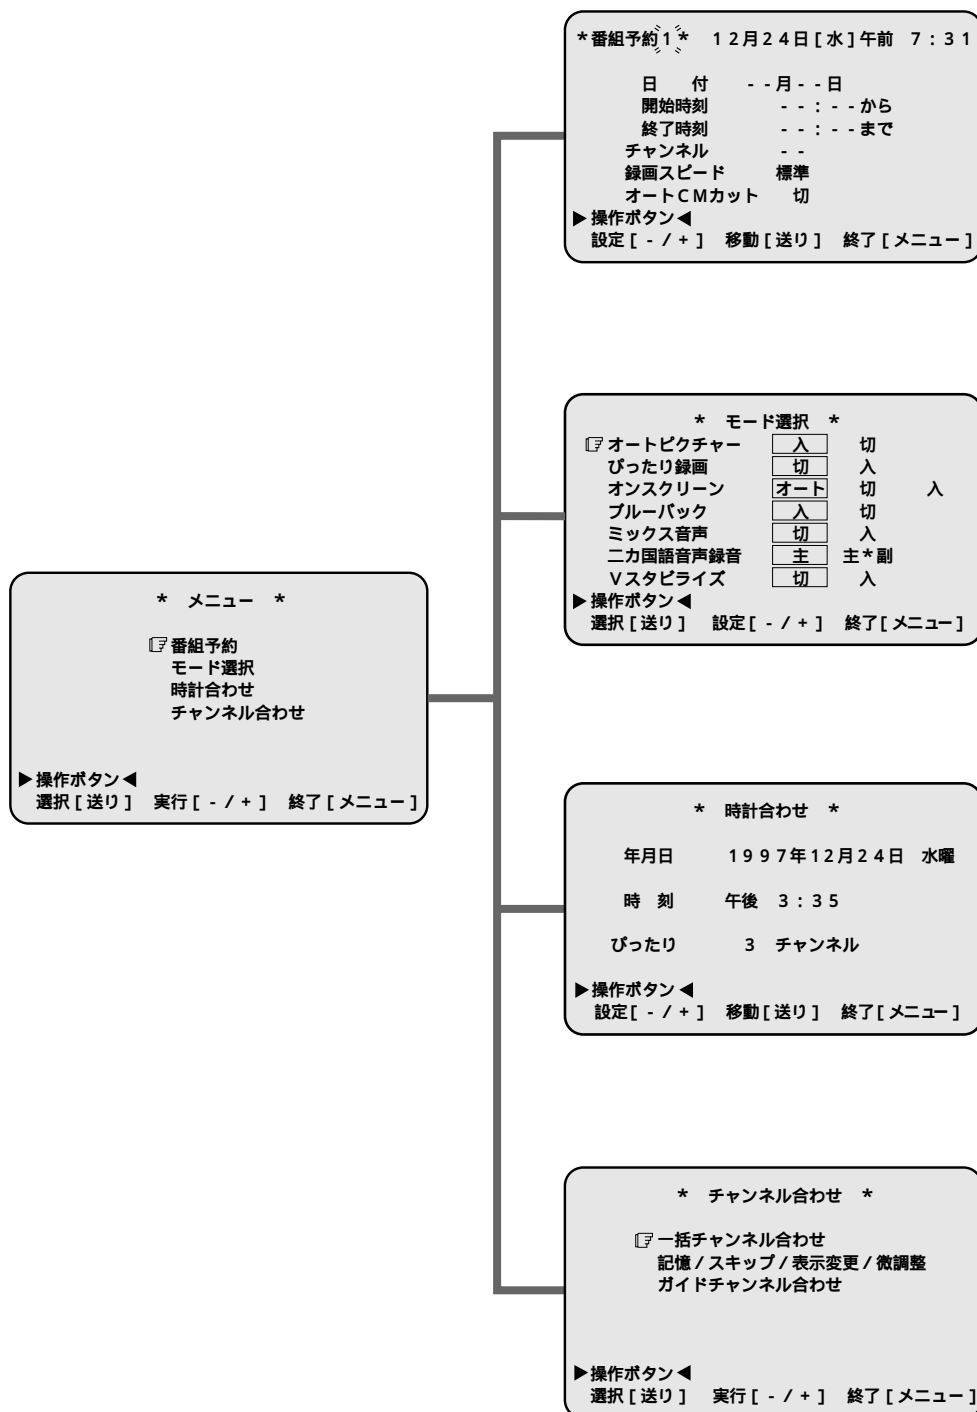 *番組予約1* 12月24日[水]午前 7:31
日 付 --月--日
開始時刻 --:--から
終了時刻 --:--まで
チャンネル --
録画スピード 標準
オートCMカット 切
▶操作ボタン◀
設定[-/+] 移動[送り] 終了[メニュー]
* モード選択 *
☞オートピクチャー 入 切
ぴったり録画 切 入
オンスクリーン オート 切 入
ブルーバック 入 切
ミックス音声 切 入
二カ国語音声録音 主 主*副
Vスタビライズ 切 入
▶操作ボタン◀
選択[送り] 設定[-/+] 終了[メニュー]
* メニュー *
☞番組予約
モード選択
時計合わせ
チャンネル合わせ
▶操作ボタン◀
選択[送り] 実行[-/+] 終了[メニュー]
* 時計合わせ *
年月日 1997年12月24日 水曜
時 刻 午後 3:35
ぴったり 3 チャンネル
▶操作ボタン◀
設定[-/+] 移動[送り] 終了[メニュー]
* チャンネル合わせ *
☞一括チャンネル合わせ
記憶/スキップ/表示変更/微調整
ガイドチャンネル合わせ
▶操作ボタン◀
選択[送り] 実行[-/+] 終了[メニュー]